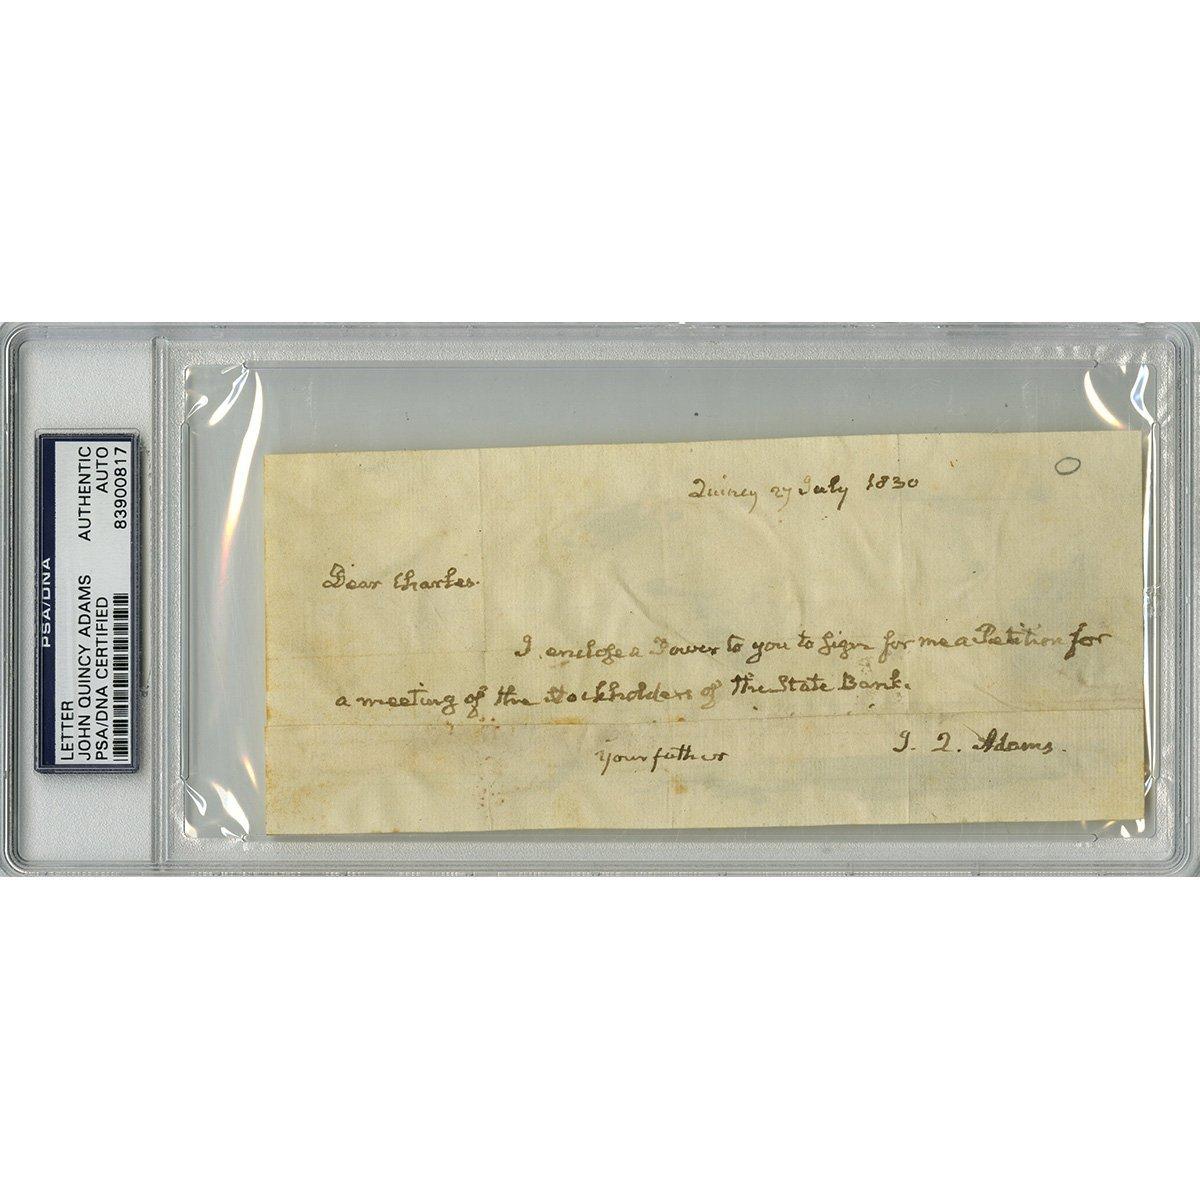 PSA/DNA
LETTER AUTHENTIC
JOHN QUINCY ADAMS AUTO
PSA/DNA CERTIFIED 83900817
Quincy 27 July 1830
Dear Charles.
I enclose a Power to you to sign for me a Petition for
a meeting of the Stockholders of the State Bank.
your father J. Q. Adams.